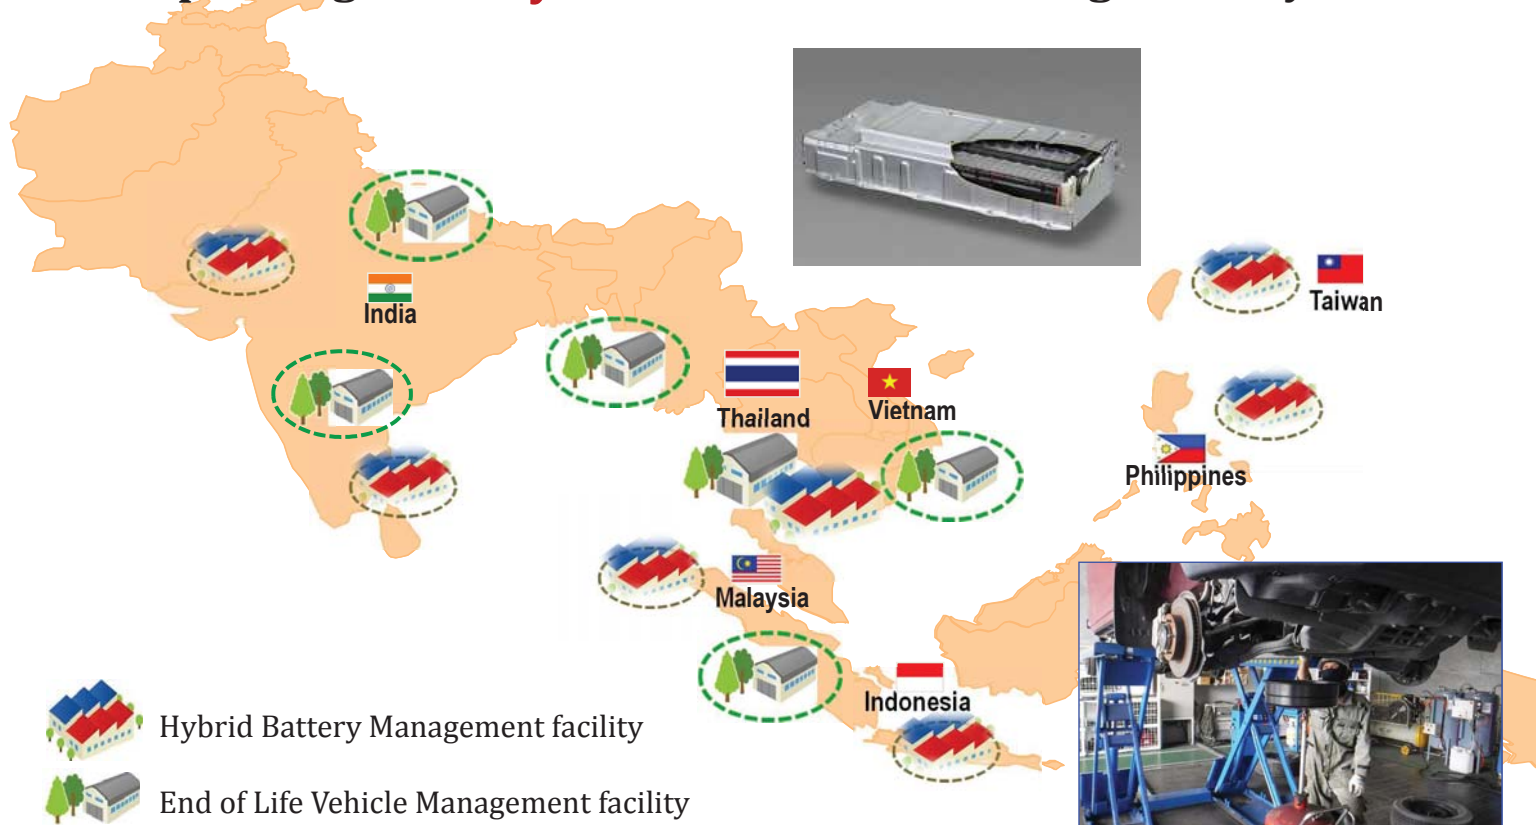 India
Taiwan
Thailand
Vietnam
Philippines
Malaysia
Indonesia
Hybrid Battery Management facility
End of Life Vehicle Management facility